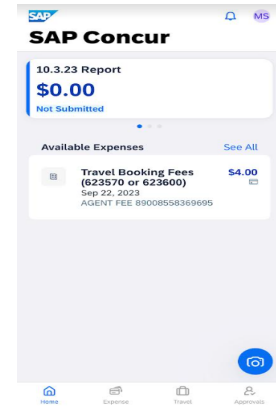 SAP
MS
SAP Concur
10.3.23 Report
$0.00
Not Submitted
Available Expenses See All
Travel Booking Fees $4.00
(623570 or 623600)
Sep 22, 2023
AGENT FEE 89008558369695
Home Expense Travel Approvals